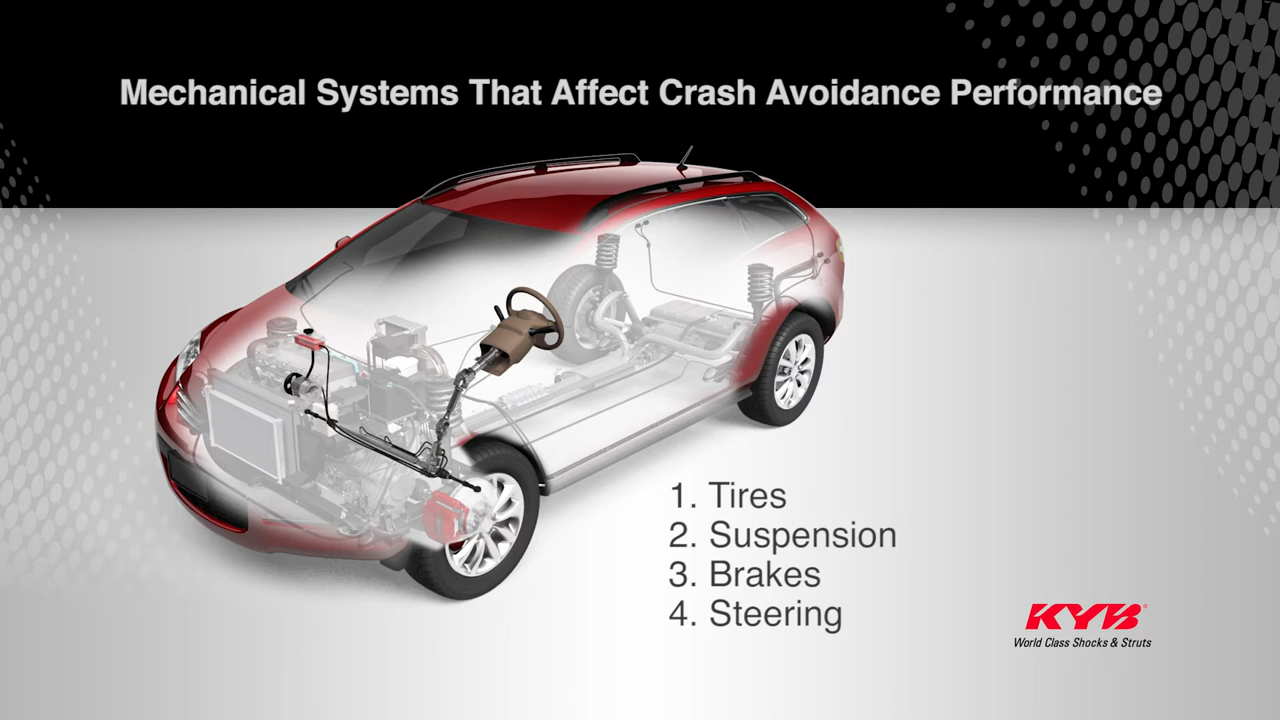 Mechanical Systems That Affect Crash Avoidance Performance
1. Tires
2. Suspension
3. Brakes
4. Steering
KYB®
World Class Shocks & Struts